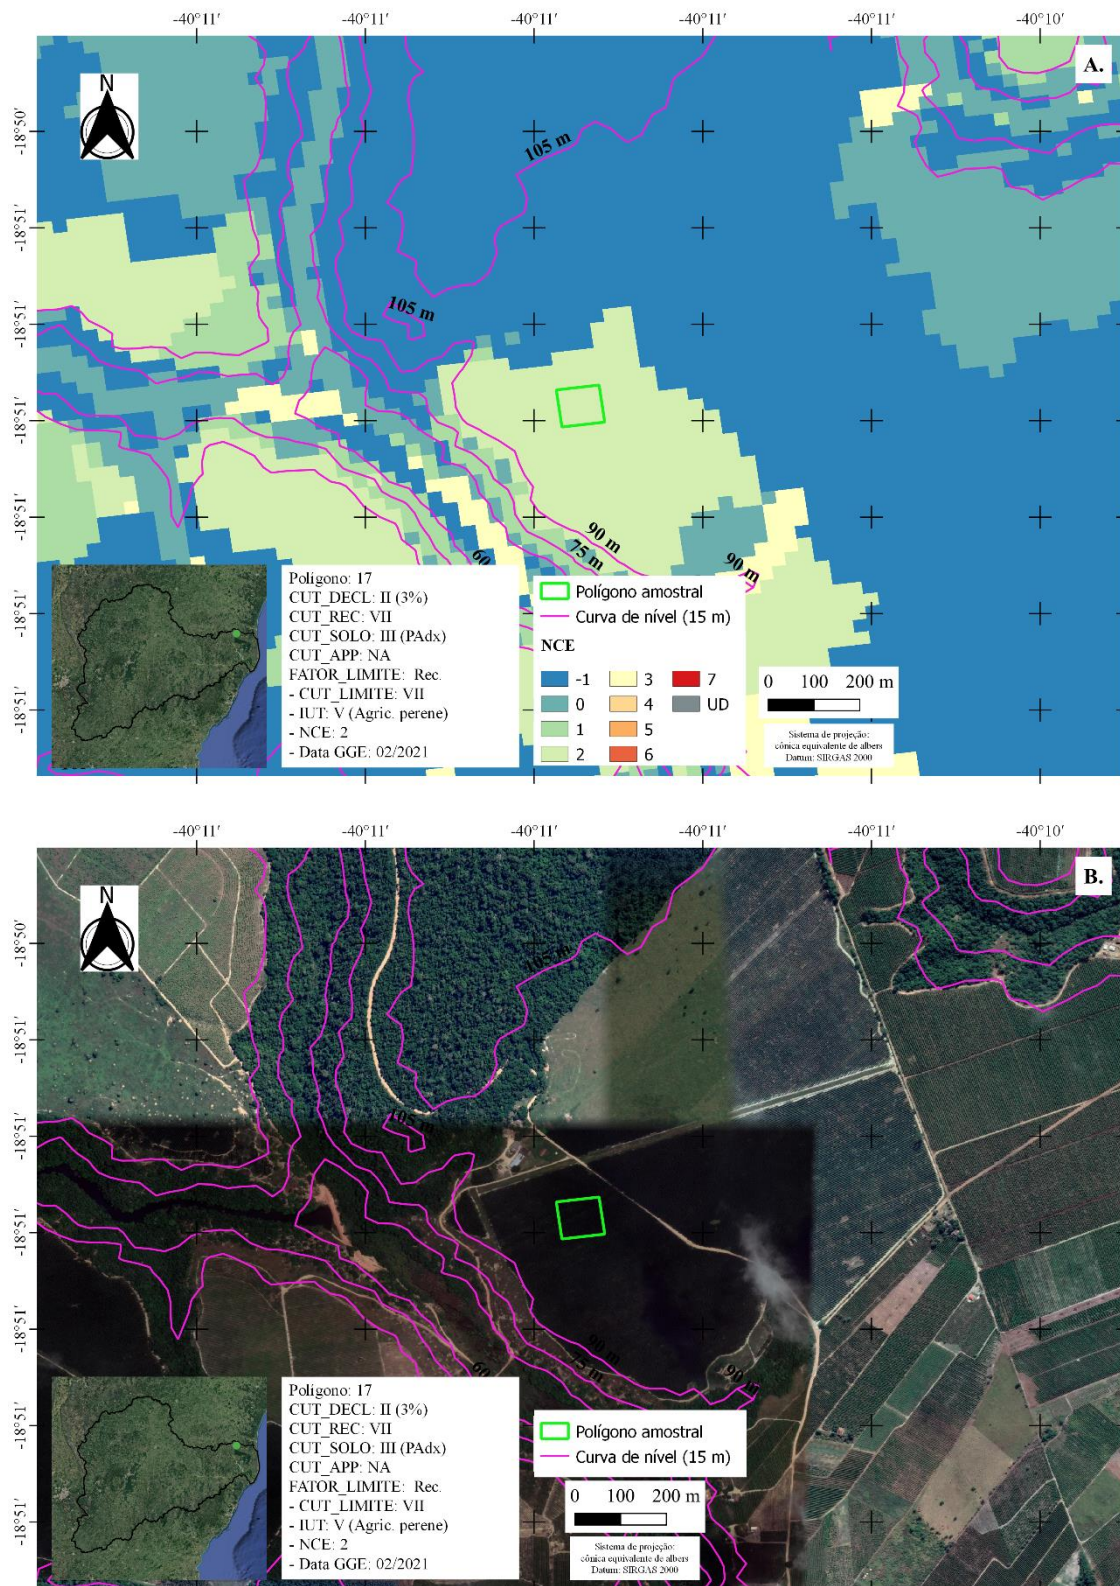 -40°11′ -40°11′ -40°11′ -40°11′ -40°10′
A.
N
105 m
-18°50′
-18°51′
105 m
-18°51′
-18°51′
-18°51′
90 m
75 m
90 m
60
-18°51′
-18°51′
Polígono: 17
CUT_DECL: II (3%)
CUT_REC: VII
CUT_SOLO: III (PAdx)
CUT_APP: NA
FATOR_LIMITE: Rec.
- CUT_LIMITE: VII
- IUT: V (Agric. perene)
- NCE: 2
- Data GGE: 02/2021
Polígono amostral
Curva de nível (15 m)
NCE
-1 3 7
0 4 UD
1 5
2 6
0 100 200 m
Sistema de projeção:
cônica equivalente de albers
Datum: SIRGAS 2000
-40°11′ -40°11′ -40°11′ -40°11′ -40°10′
B.
N
105 m
-18°50′
-18°51′
105 m
-18°51′
-18°51′
-18°51′
90 m
75 m
90 m
60
-18°51′
-18°51′
Polígono: 17
CUT_DECL: II (3%)
CUT_REC: VII
CUT_SOLO: III (PAdx)
CUT_APP: NA
FATOR_LIMITE: Rec.
- CUT_LIMITE: VII
- IUT: V (Agric. perene)
- NCE: 2
- Data GGE: 02/2021
Polígono amostral
Curva de nível (15 m)
0 100 200 m
Sistema de projeção:
cônica equivalente de albers
Datum: SIRGAS 2000